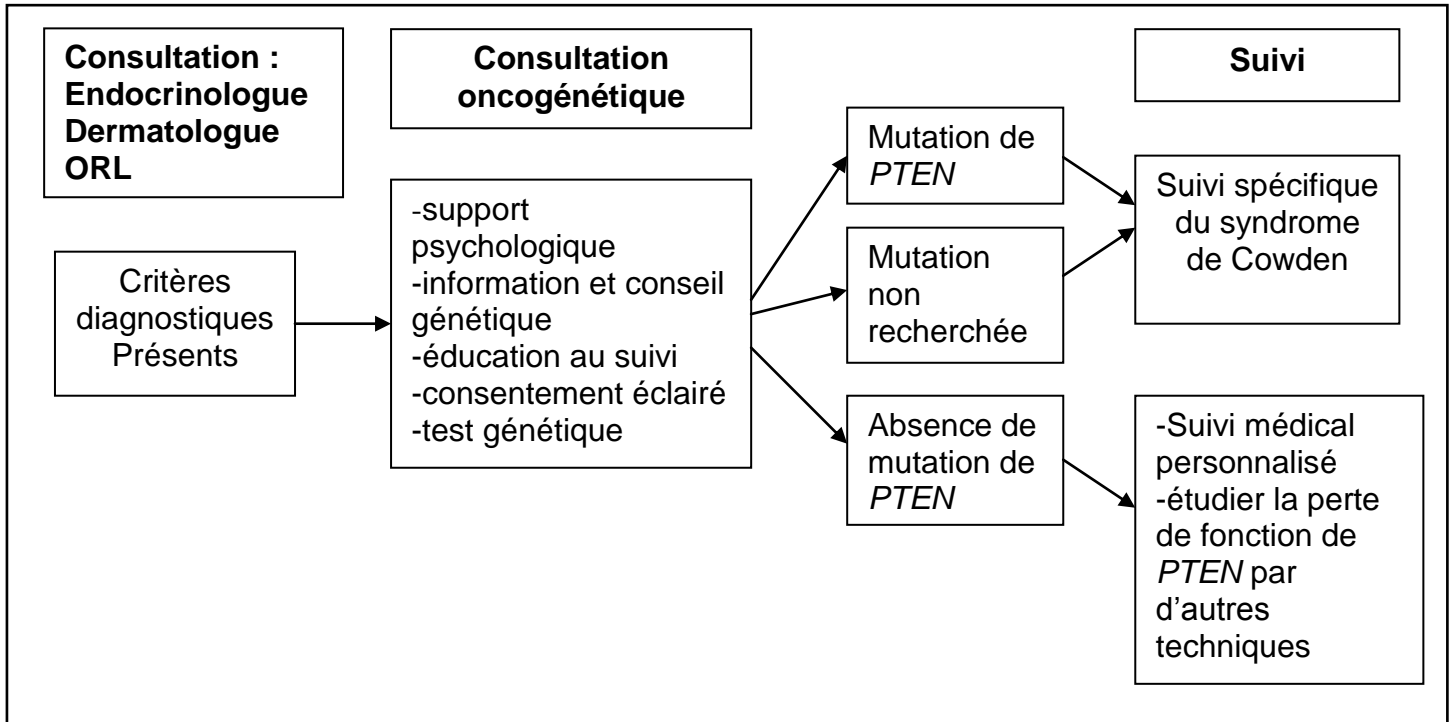 Consultation :
Endocrinologue
Dermatologue
ORL
Critères
diagnostiques
Présents
Consultation
oncogénétique
-support
psychologique
-information et conseil
génétique
-éducation au suivi
-consentement éclairé
-test génétique
Mutation de
PTEN
Mutation
non
recherchée
Absence de
mutation de
PTEN
Suivi
Suivi spécifique
du syndrome
de Cowden
-Suivi médical
personnalisé
-étudier la perte
de fonction de
PTEN par
d’autres
techniques